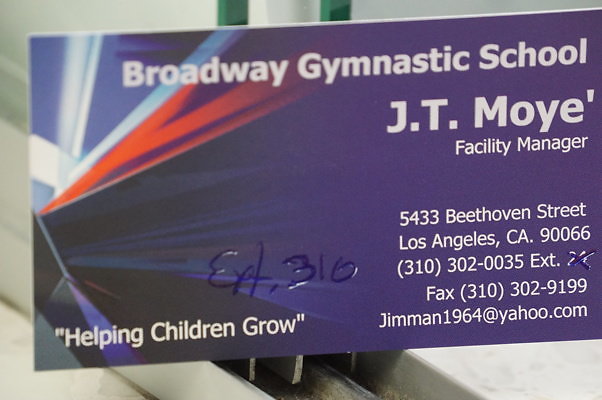 Broadway Gymnastic School
J.T. Moye'
Facility Manager
5433 Beethoven Street
Los Angeles, CA. 90066
(310) 302-0035 Ext.
Ext. 310
Fax (310) 302-9199
Jimman1964@yahoo.com
"Helping Children Grow"